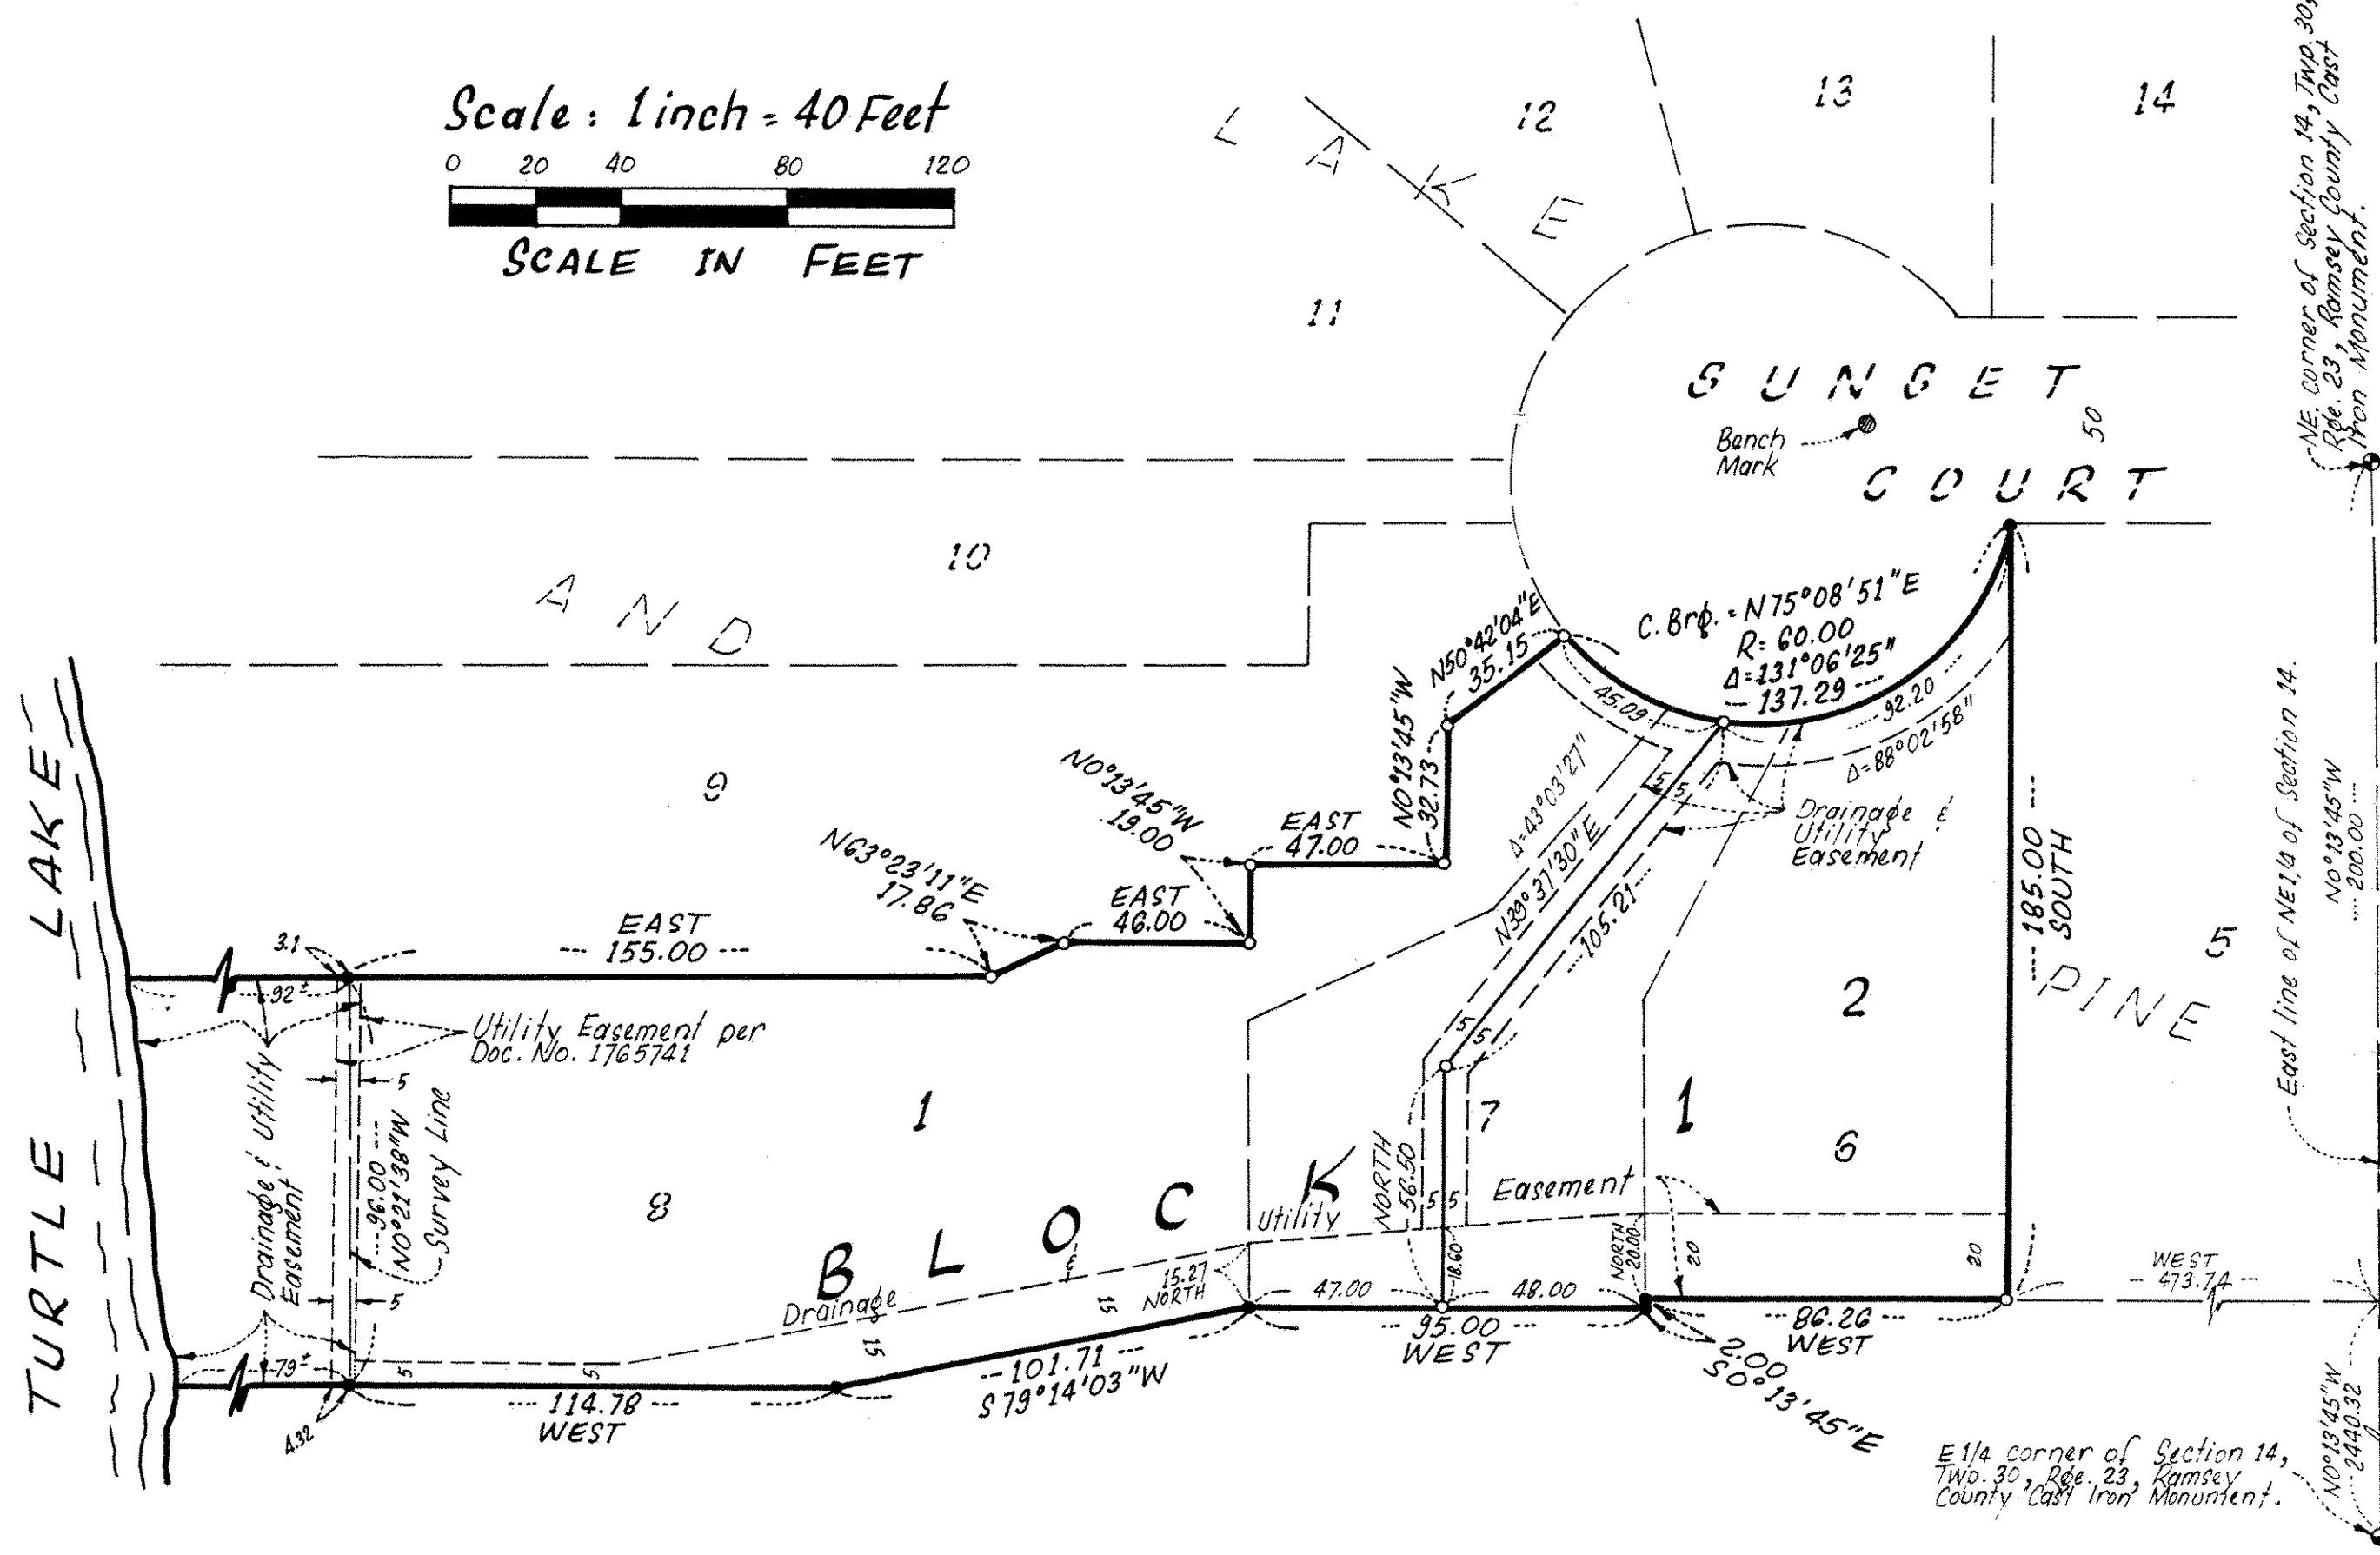 Scale : 1 inch = 40 Feet
0 20 40 80 120
SCALE IN FEET
LAKE
12
13
14
11
SUNSET
COURT
50
Bench
Mark
NE. corner of Section 14, Twp. 30,
Rge. 23, Ramsey County Cast
Iron Monument.
10
AND
9
TURTLE LAKE
C. Brg. = N75°08'51"E
R= 60.00
Δ=131°06'25"
137.29
45.09
92.20
Δ=88°02'58"
Δ=43°03'27"
N50°42'04"E
35.15
N0°13'45"W
32.73
N0°13'45"W
19.00
EAST
47.00
EAST
46.00
N63°23'11"E
17.86
EAST
155.00
3.1
92±
5 5
Drainage &
Utility
Easement
N39°37'30"E
105.21
185.00
SOUTH
PINE
5
East line of NE1/4 of Section 14.
N0°13'45"W
200.00
Utility Easement per
Doc. No. 1765741
5
Drainage & Utility
Easement
96.00
N0°21'38"W
Survey Line
5
1
8
BLOCK
1
2
7
6
5 5
NORTH
56.50
5 5
Utility
Easement
Drainage
&
15.27
NORTH
15
15
18.60
NORTH
20.00
20
20
47.00
48.00
95.00
WEST
86.26
WEST
2.00
S0°13'45"E
WEST
473.74
101.71
S79°14'03"W
114.78
WEST
5
5
79±
4.32
E1/4 corner of Section 14,
Twp. 30, Rge. 23, Ramsey
County Cast Iron Monument.
N0°13'45"W
2440.32